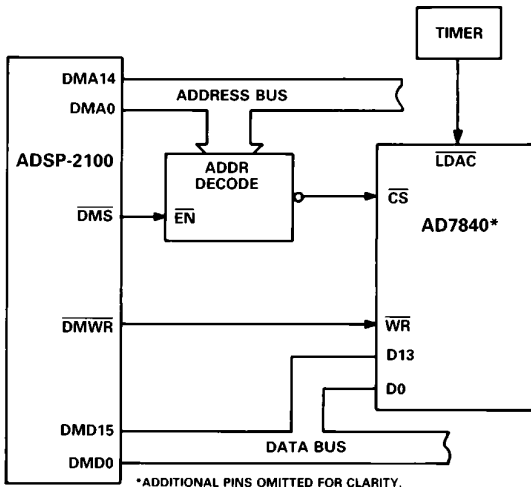 TIMER
DMA14
DMA0
ADDRESS BUS
ADSP-2100
ADDR
DECODE
LDAC
DMS
EN
CS
AD7840*
DMWR
WR
D13
D0
DMD15
DATA BUS
DMD0
*ADDITIONAL PINS OMITTED FOR CLARITY.